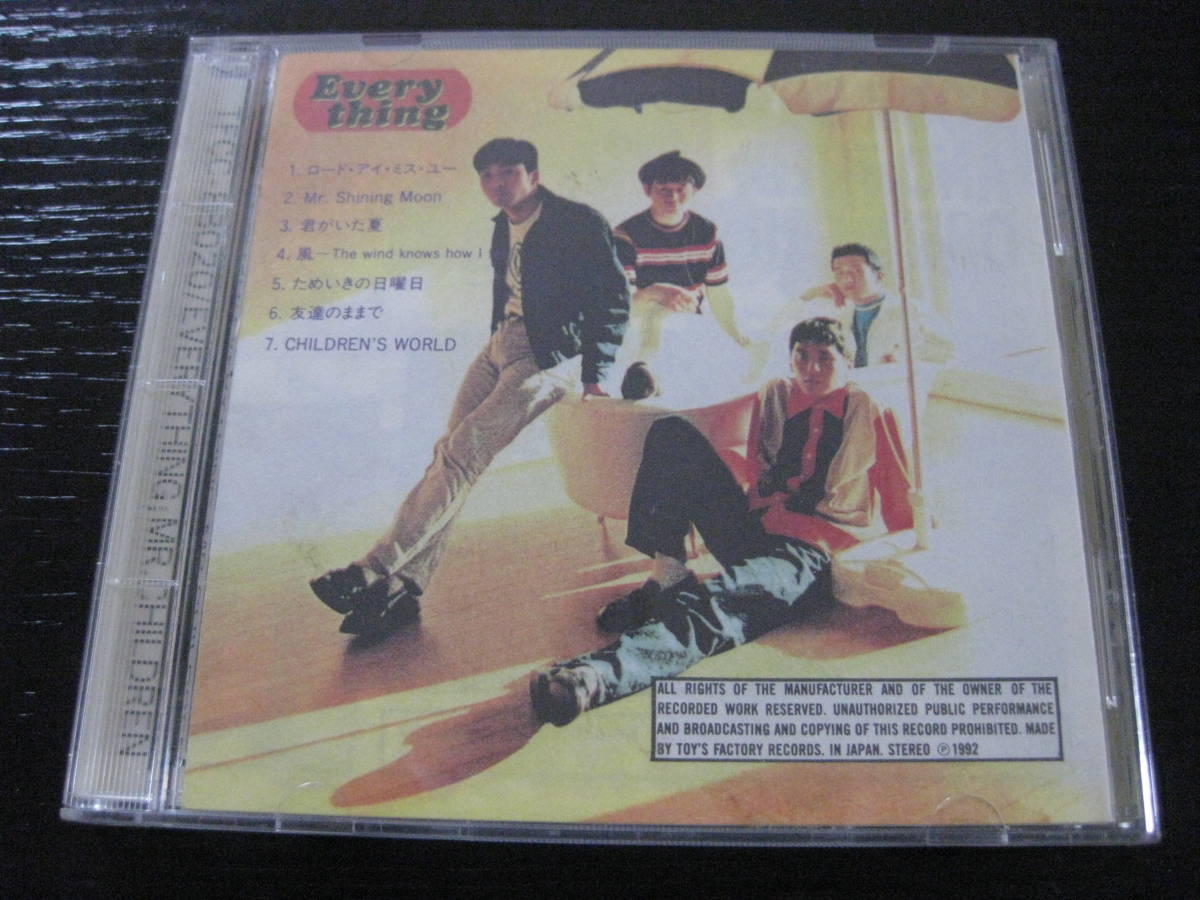 Every
thing
1. ロード・アイ・ミス・ユー
2. Mr. Shining Moon
3. 君がいた夏
4. 風~The wind knows how I
5. ためいきの日曜日
6. 友達のままで
7. CHILDREN'S WORLD
EVERYTHING/MR.CHILDREN
ALL RIGHTS OF THE MANUFACTURER AND OF THE OWNER OF THE
RECORDED WORK RESERVED. UNAUTHORIZED PUBLIC PERFORMANCE
AND BROADCASTING AND COPYING OF THIS RECORD PROHIBITED. MADE
BY TOY'S FACTORY RECORDS. IN JAPAN. STEREO ℗1992